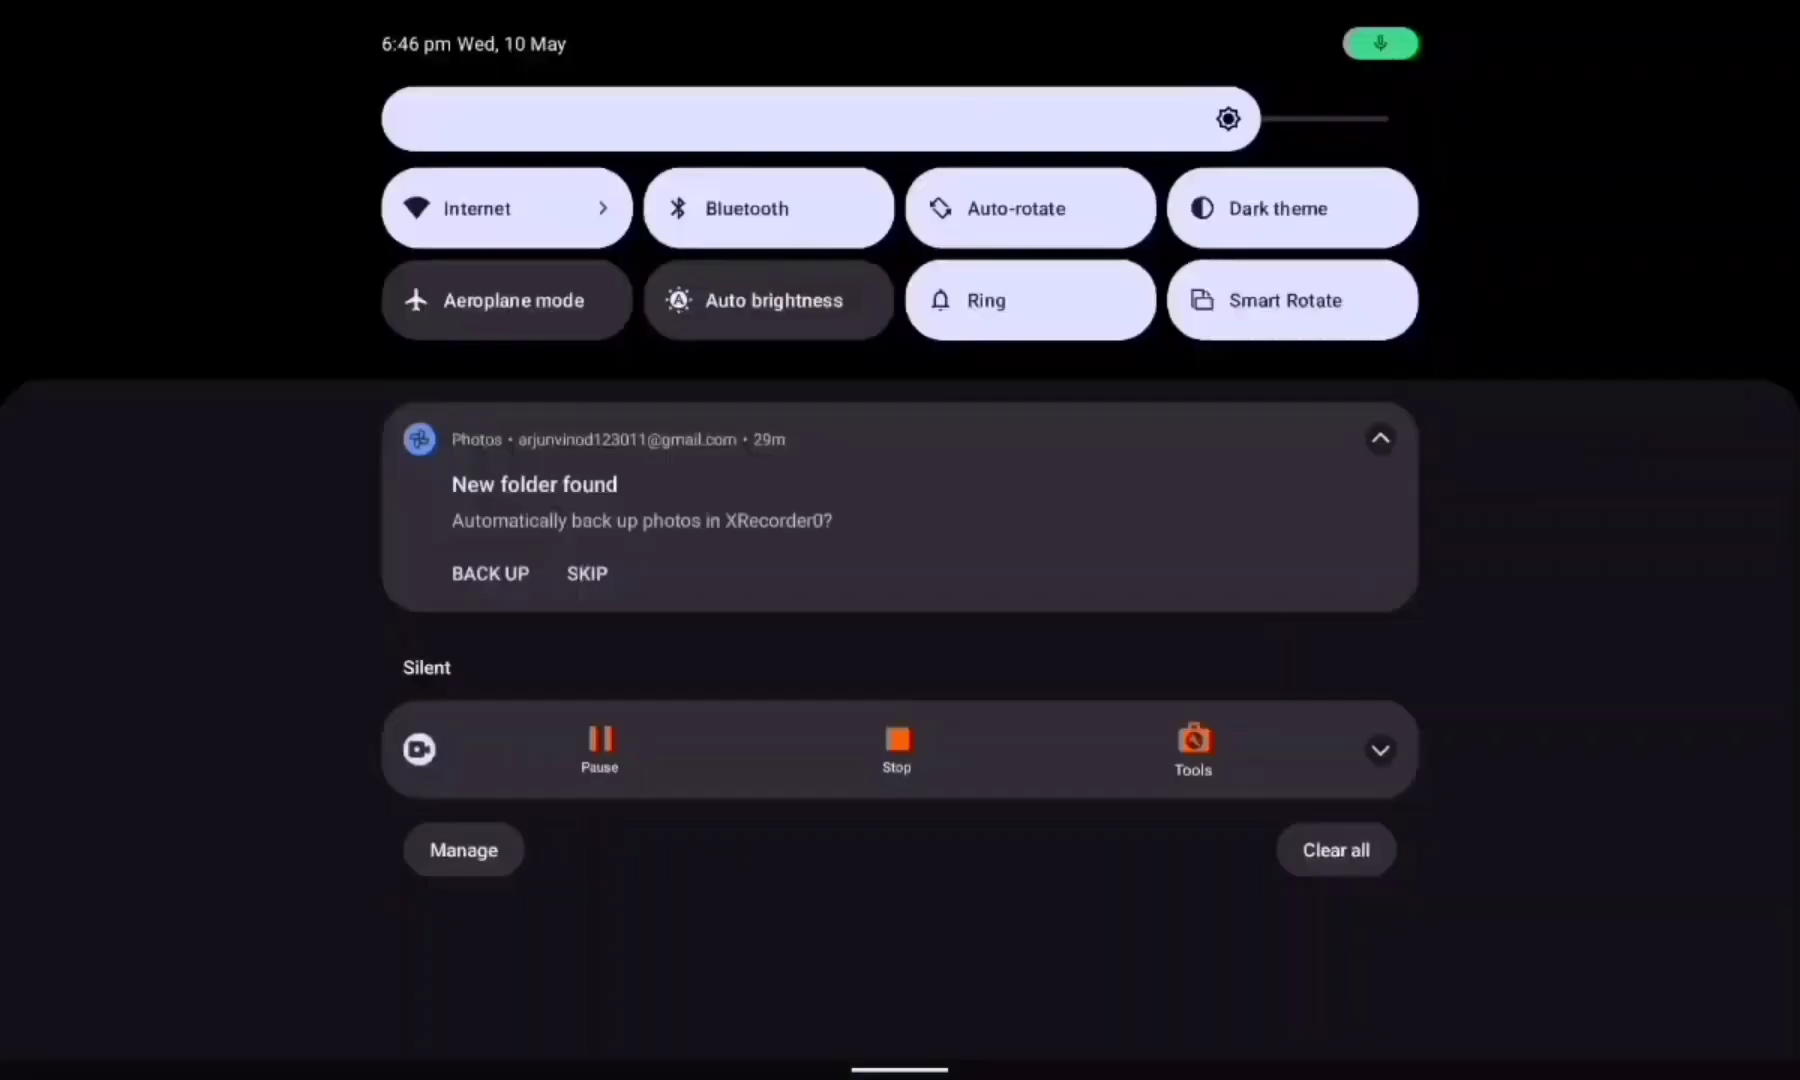 6:46 pm Wed, 10 May
Internet
Bluetooth
Auto-rotate
Dark theme
Aeroplane mode
Auto brightness
Ring
Smart Rotate
Photos • arjunvinod123011@gmail.com • 29m
New folder found
Automatically back up photos in XRecorder0?
BACK UP SKIP
Silent
Pause
Stop
Tools
Manage
Clear all